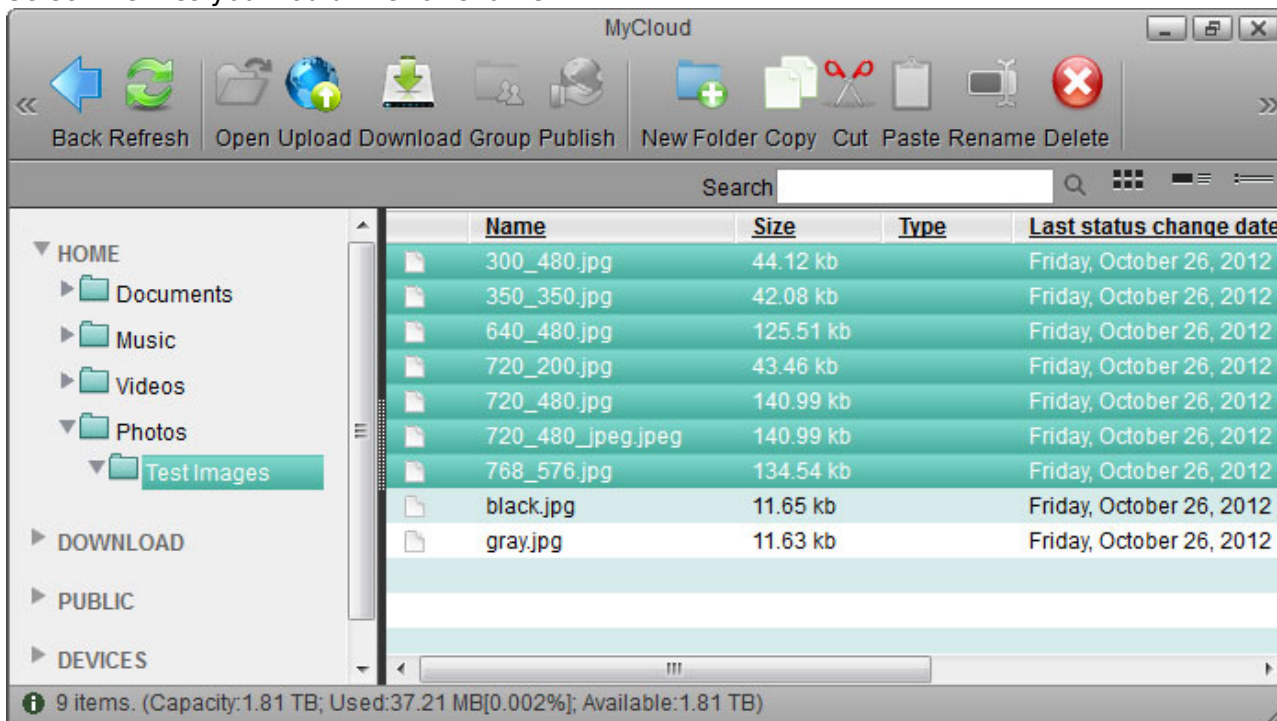 MyCloud
Back Refresh Open Upload Download Group Publish New Folder Copy Cut Paste Rename Delete
Search
HOME
Documents
Music
Videos
Photos
Test Images
DOWNLOAD
PUBLIC
DEVICES
Name Size Type Last status change date
300_480.jpg 44.12 kb Friday, October 26, 2012
350_350.jpg 42.08 kb Friday, October 26, 2012
640_480.jpg 125.51 kb Friday, October 26, 2012
720_200.jpg 43.46 kb Friday, October 26, 2012
720_480.jpg 140.99 kb Friday, October 26, 2012
720_480_jpeg.jpeg 140.99 kb Friday, October 26, 2012
768_576.jpg 134.54 kb Friday, October 26, 2012
black.jpg 11.65 kb Friday, October 26, 2012
gray.jpg 11.63 kb Friday, October 26, 2012
9 items. (Capacity:1.81 TB; Used:37.21 MB[0.002%]; Available:1.81 TB)